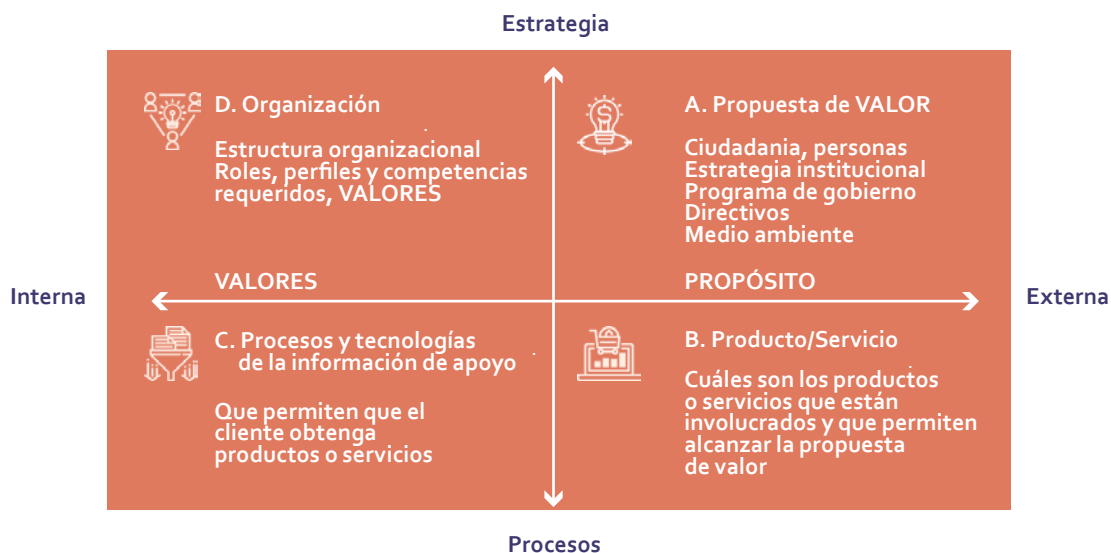 Estrategia
D. Organización
Estructura organizacional
Roles, perfiles y competencias
requeridos, VALORES
A. Propuesta de VALOR
Ciudadania, personas
Estrategia institucional
Programa de gobierno
Directivos
Medio ambiente
VALORES
PROPÓSITO
Interna
Externa
C. Procesos y tecnologías
de la información de apoyo
Que permiten que el
cliente obtenga
productos o servicios
B. Producto/Servicio
Cuáles son los productos
o servicios que están
involucrados y que permiten
alcanzar la propuesta
de valor
Procesos